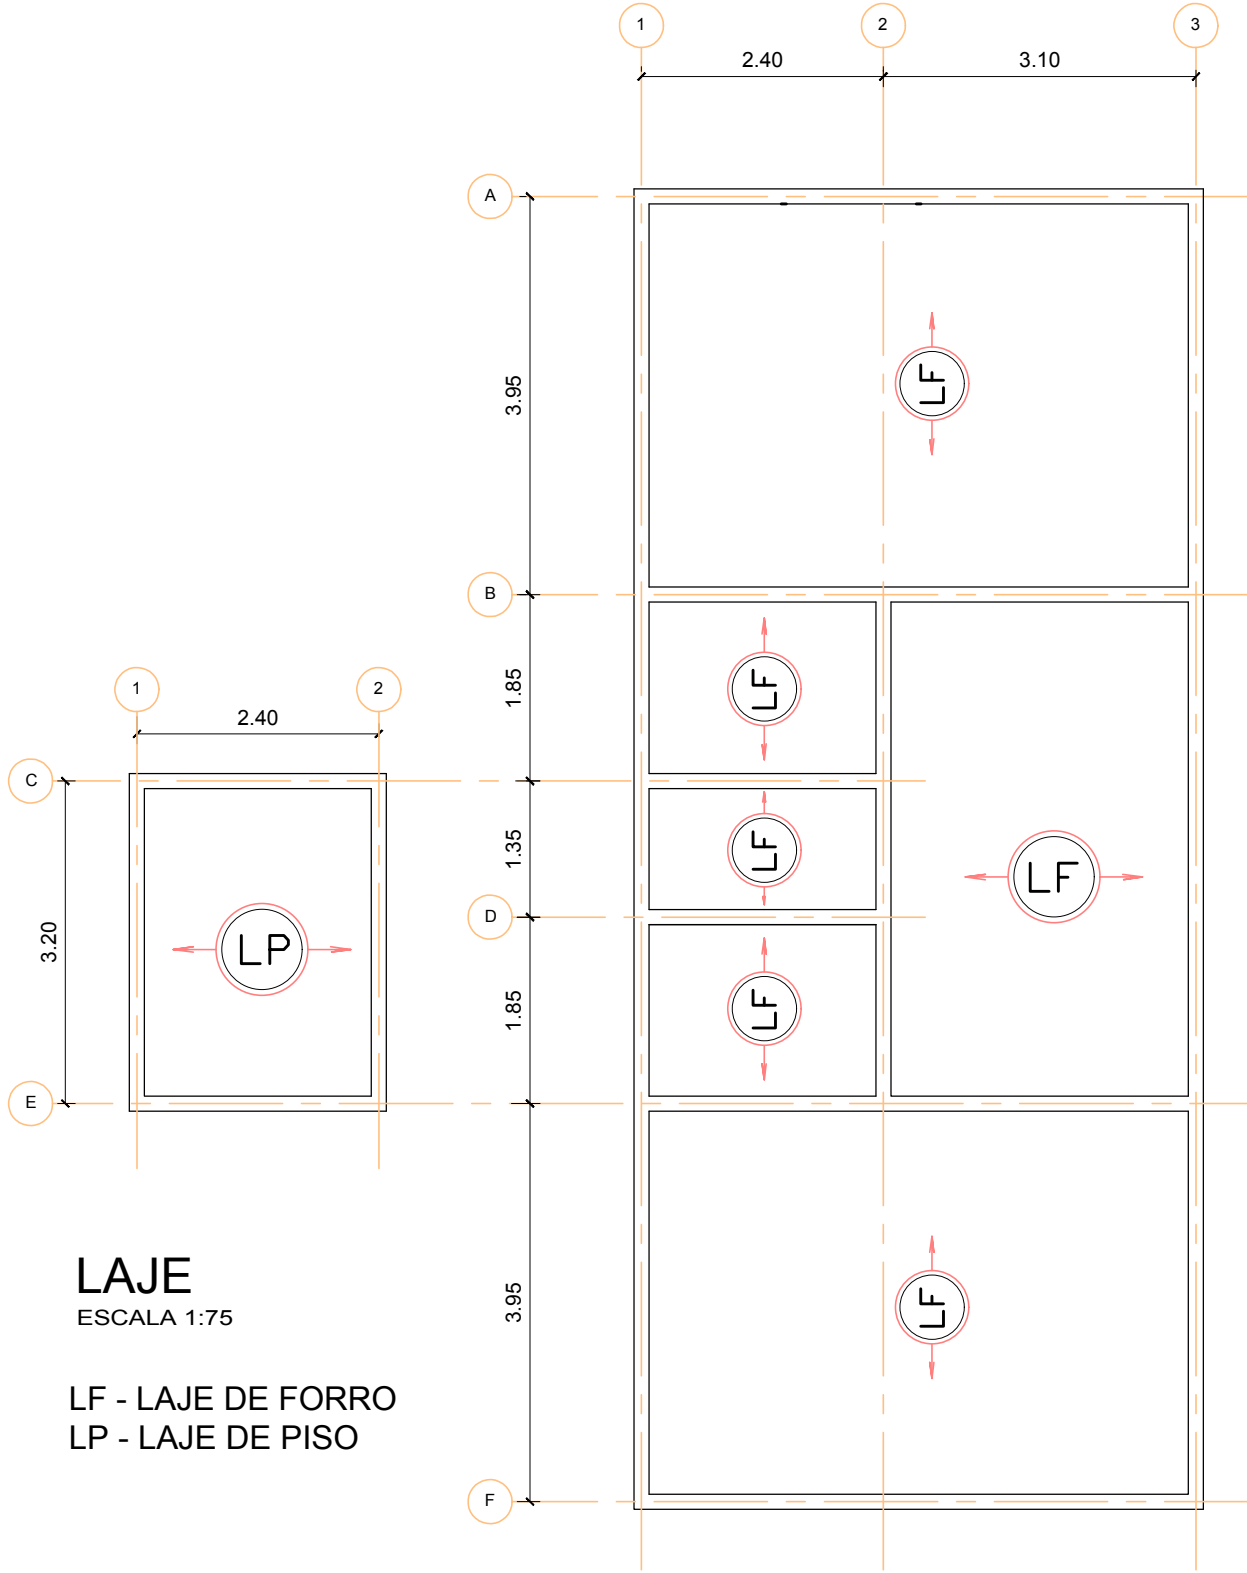 1
2
3
2.40
3.10
A
3.95
LF
B
1.85
LF
1
2
2.40
C
3.20
LP
E
1.35
LF
D
LF
1.85
LF
3.95
LF
F
LAJE
ESCALA 1:75
LF - LAJE DE FORRO
LP - LAJE DE PISO